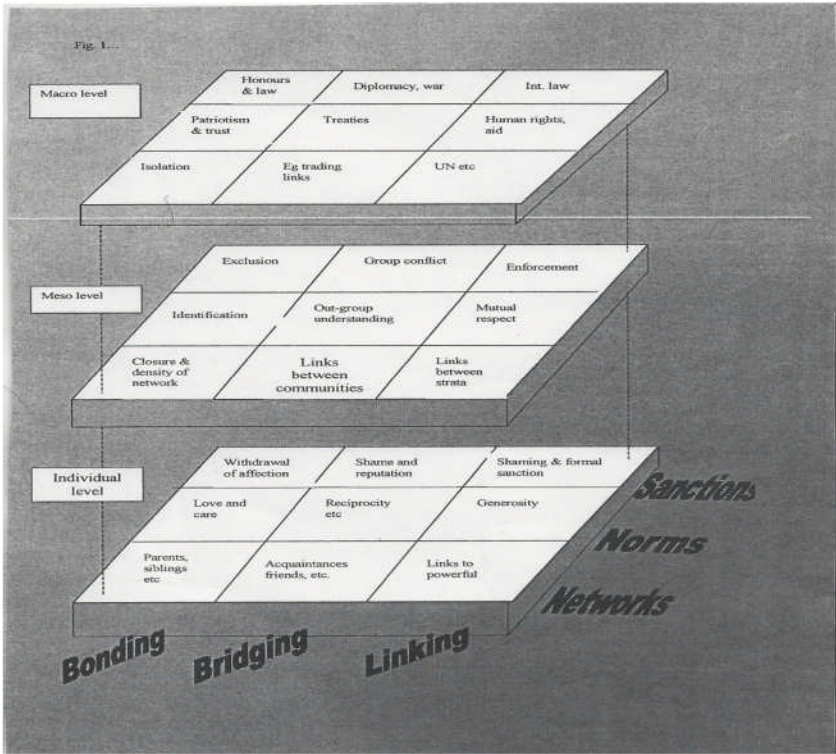 Fig. 1...
Macro level
Honours
& law
Diplomacy, war
Int. law
Patriotism
& trust
Treaties
Human rights,
aid
Isolation
Eg trading
links
UN etc
Meso level
Exclusion
Group conflict
Enforcement
Identification
Out-group
understanding
Mutual
respect
Closure &
density of
network
Links
between
communities
Links
between
strata
Individual
level
Withdrawal
of affection
Shame and
reputation
Shaming & formal
sanction
Love and
care
Reciprocity
etc
Generosity
Parents,
siblings
etc
Acquaintances
friends, etc.
Links to
powerful
Sanctions
Norms
Networks
Bonding
Bridging
Linking